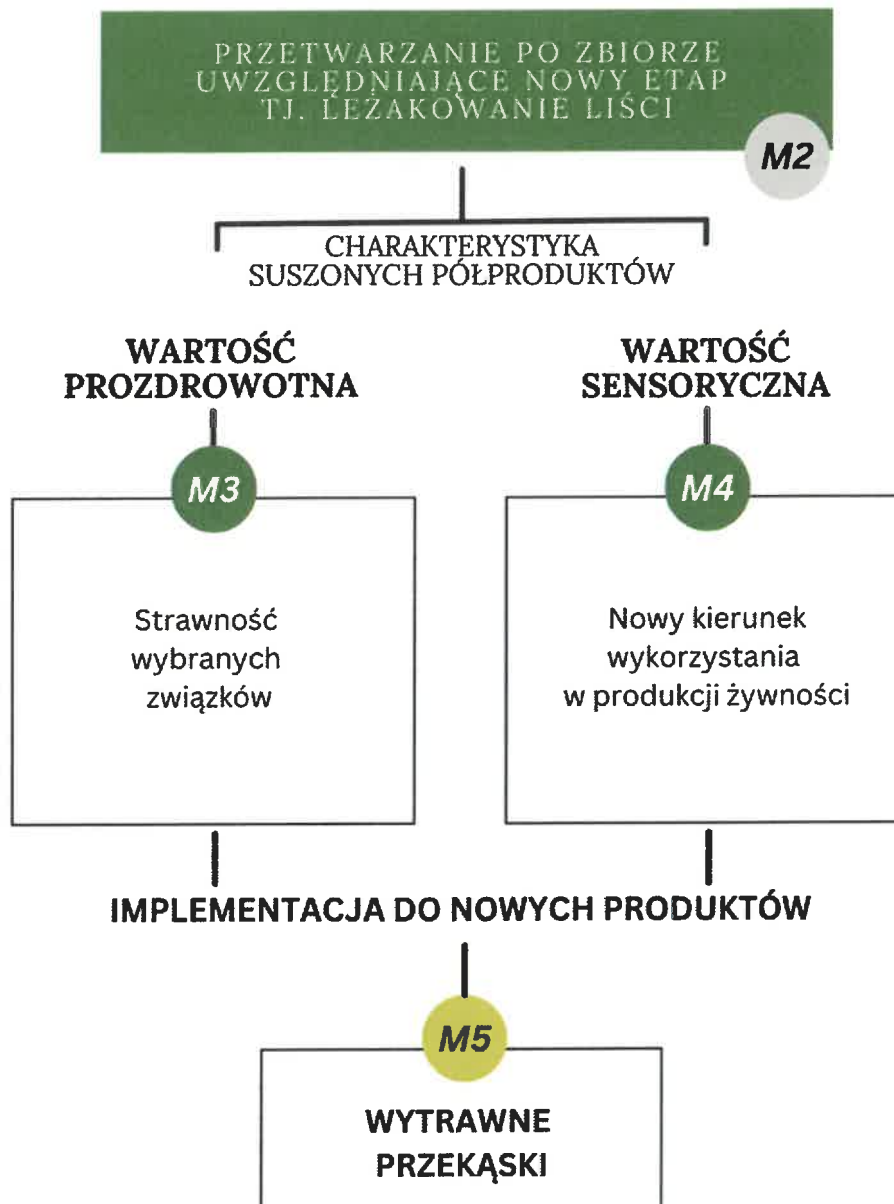 PRZETWARZANIE PO ZBIORZE
UWZGLĘDNIAJĄCE NOWY ETAP
TJ. LEŻAKOWANIE LIŚCI
M2
CHARAKTERYSTYKA
SUSZONYCH PÓŁPRODUKTÓW
WARTOŚĆ
PROZDROWOTNA
WARTOŚĆ
SENSORYCZNA
M3
M4
Strawność
wybranych
związków
Nowy kierunek
wykorzystania
w produkcji żywności
IMPLEMENTACJA DO NOWYCH PRODUKTÓW
M5
WYTRAWNE
PRZEKĄSKI